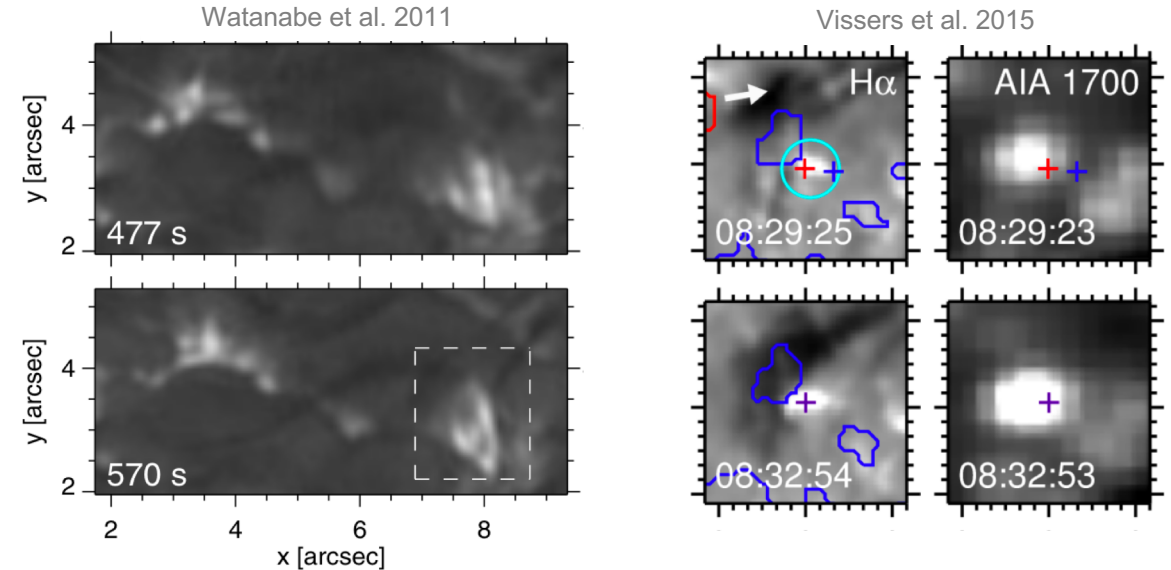 Watanabe et al. 2011
Vissers et al. 2015
4
y [arcsec]
2
477 s
4
y [arcsec]
2
570 s
2 4 6 8
x [arcsec]
Hα
08:29:25
AIA 1700
08:29:23
08:32:54
08:32:53